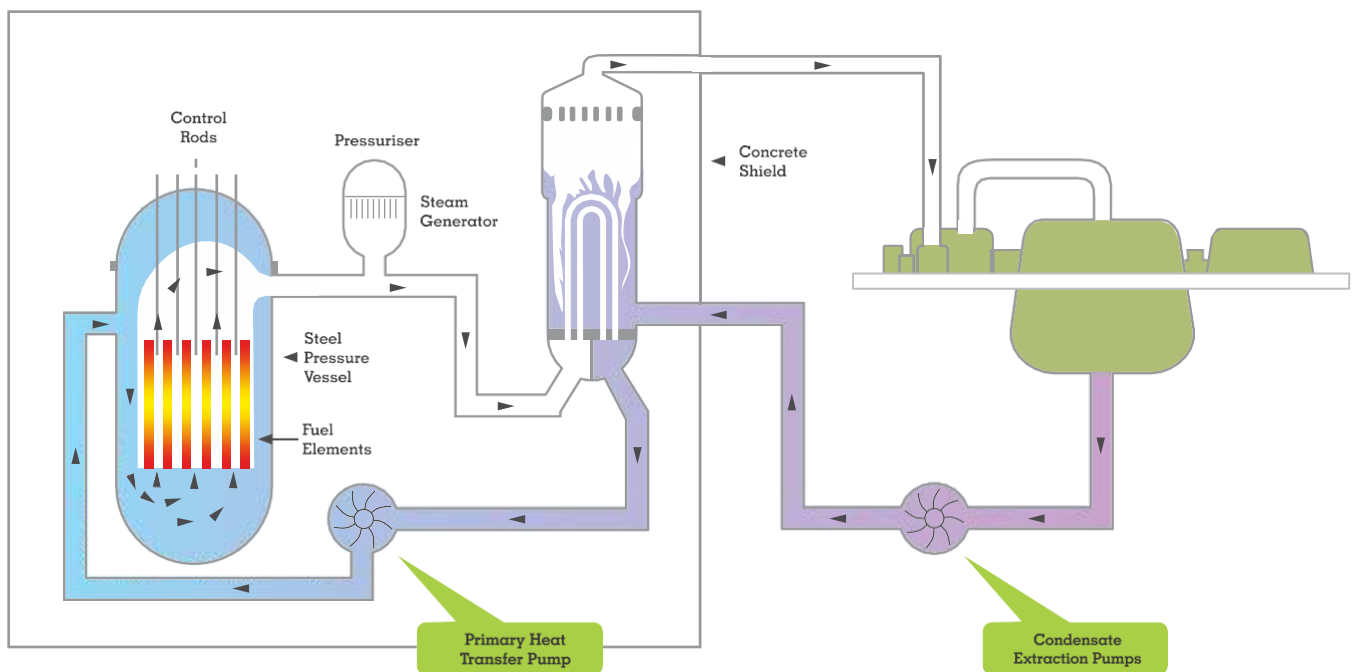 Control
Rods
Pressuriser
Steam
Generator
Concrete
Shield
Steel
Pressure
Vessel
Fuel
Elements
Primary Heat
Transfer Pump
Condensate
Extraction Pumps